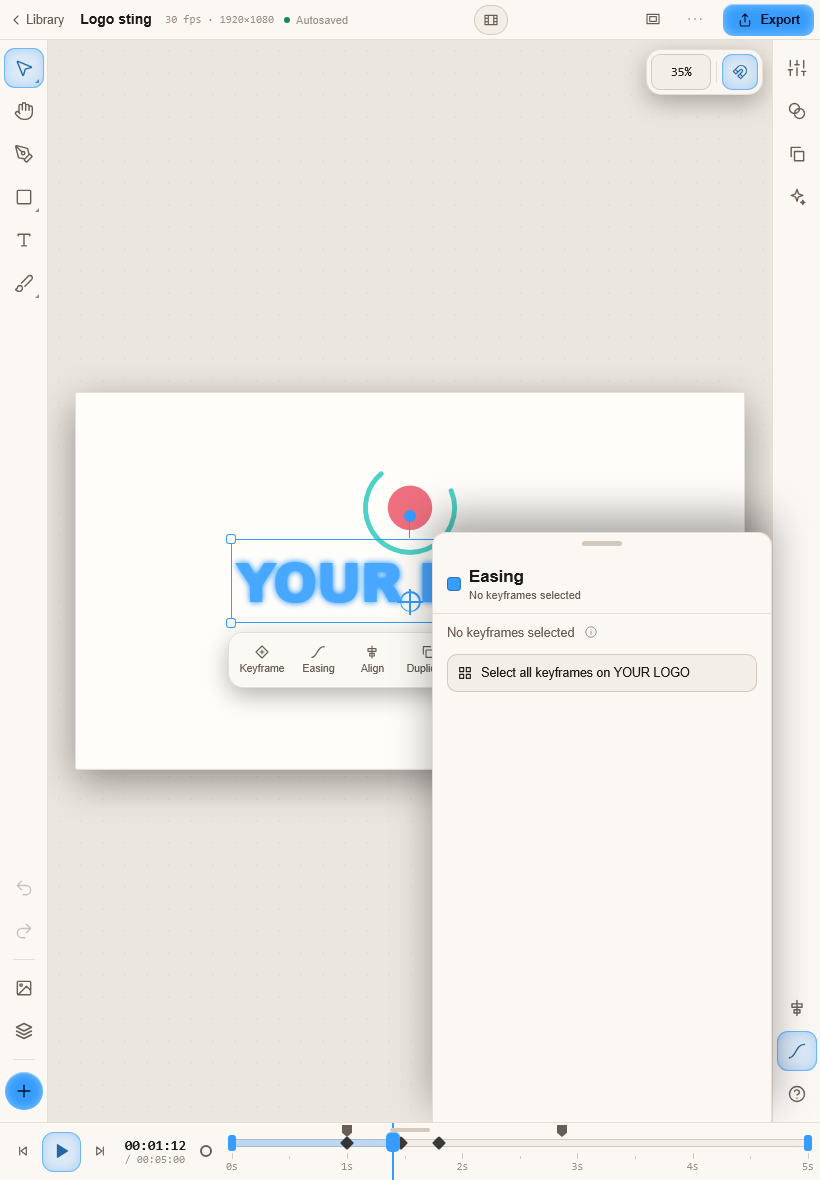 Library
Logo sting
30 fps · 1920×1080
Autosaved
···
Export
35%
YOUR
Keyframe
Easing
Align
Easing
No keyframes selected
No keyframes selected
Select all keyframes on YOUR LOGO
00:01:12
/ 00:05:00
0s
1s
2s
3s
4s
5s